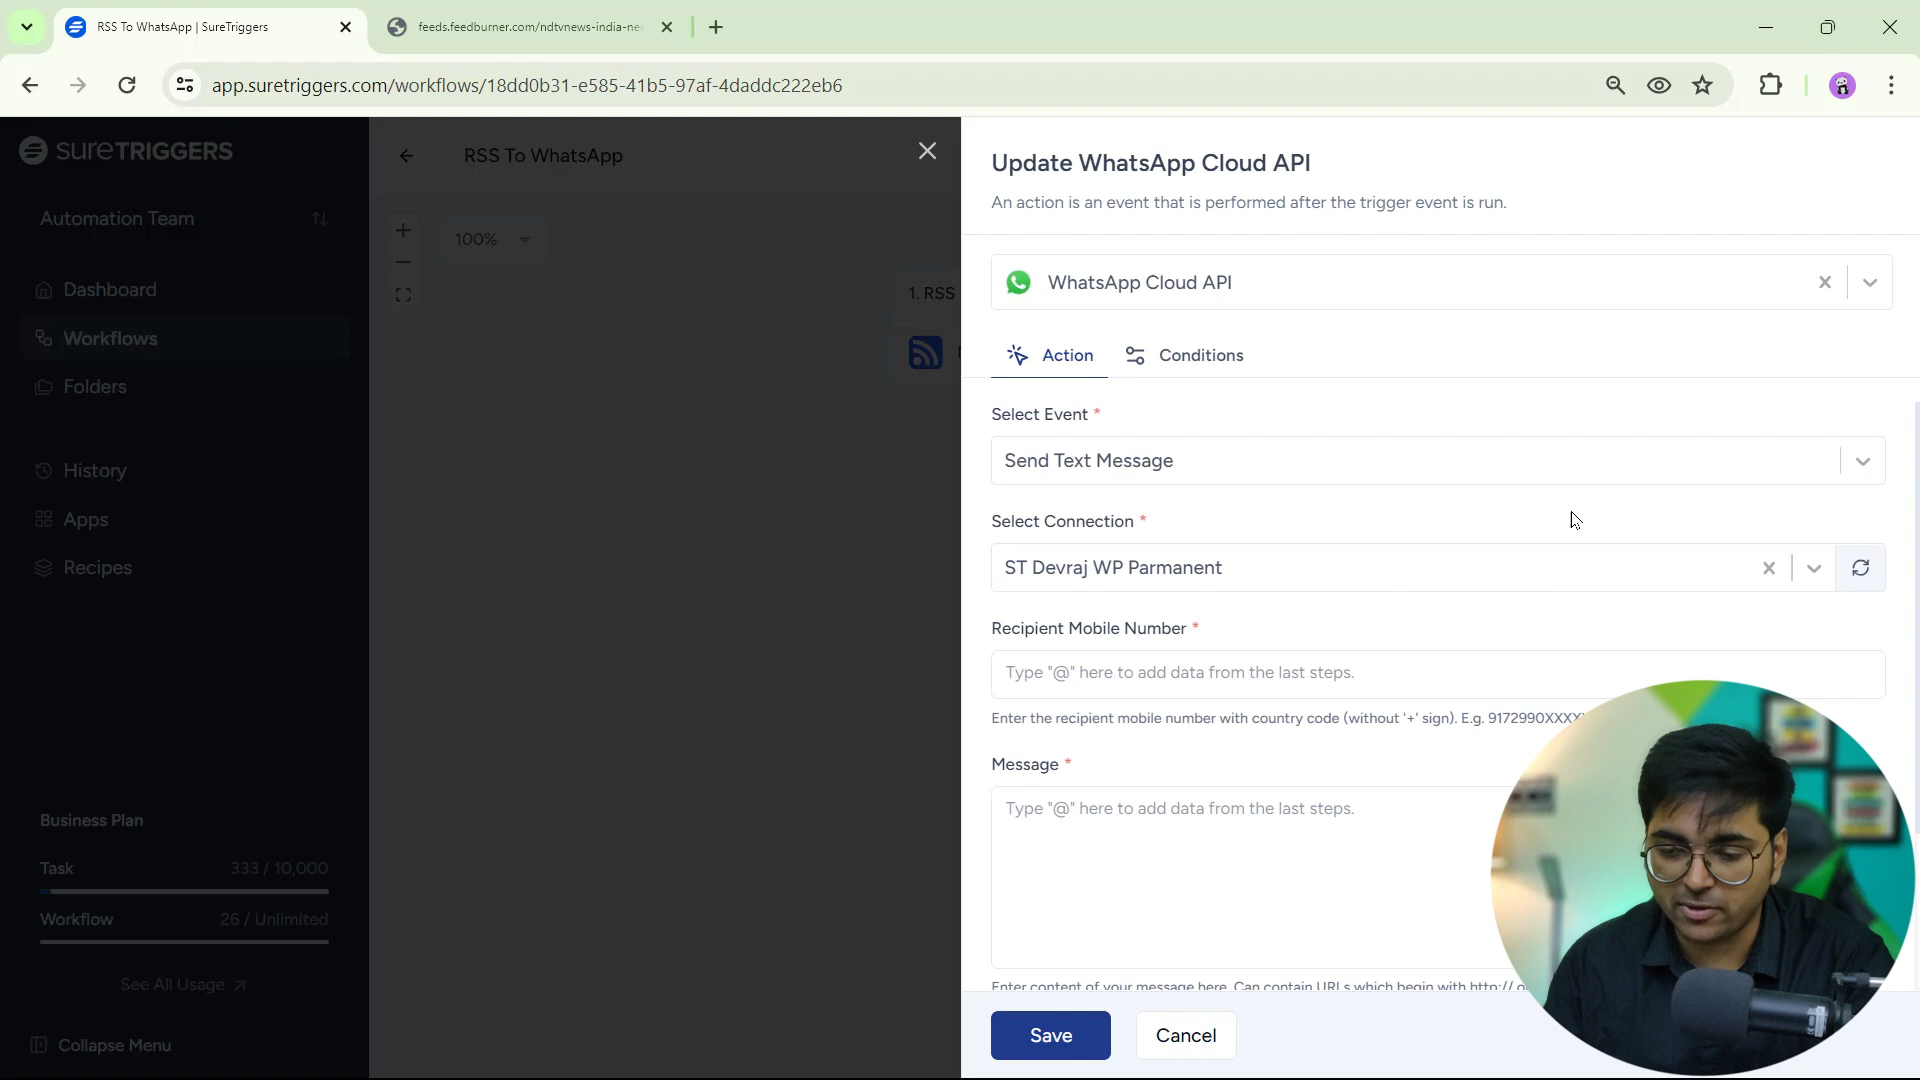 RSS To WhatsApp | SureTriggers
feeds.feedburner.com/ndtvnews-india-ne
app.suretriggers.com/workflows/18dd0b31-e585-41b5-97af-4daddc222eb6
sureTRIGGERS
Automation Team
Dashboard
Workflows
Folders
History
Apps
Recipes
Business Plan
Task 333 / 10,000
Workflow 26 / Unlimited
See All Usage
Collapse Menu
RSS To WhatsApp
100%
1. RSS
Update WhatsApp Cloud API
An action is an event that is performed after the trigger event is run.
WhatsApp Cloud API
Action Conditions
Select Event *
Send Text Message
Select Connection *
ST Devraj WP Parmanent
Recipient Mobile Number *
Type "@" here to add data from the last steps.
Enter the recipient mobile number with country code (without '+' sign). E.g. 9172990XXXX
Message *
Type "@" here to add data from the last steps.
Enter content of your message here. Can contain URLs which begin with http:// o
Save Cancel